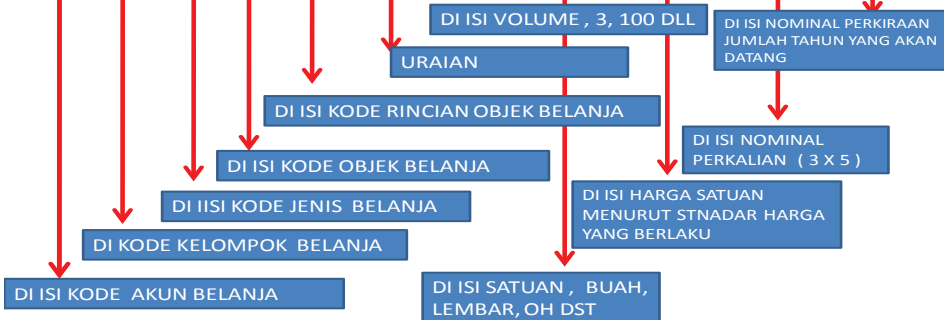 DI ISI VOLUME , 3, 100 DLL
DI ISI NOMINAL PERKIRAAN
JUMLAH TAHUN YANG AKAN
DATANG
URAIAN
DI ISI KODE RINCIAN OBJEK BELANJA
DI ISI NOMINAL
PERKALIAN ( 3 X 5 )
DI ISI KODE OBJEK BELANJA
DI IISI KODE JENIS BELANJA
DI ISI HARGA SATUAN
MENURUT STNADAR HARGA
YANG BERLAKU
DI KODE KELOMPOK BELANJA
DI ISI KODE AKUN BELANJA
DI ISI SATUAN , BUAH,
LEMBAR, OH DST